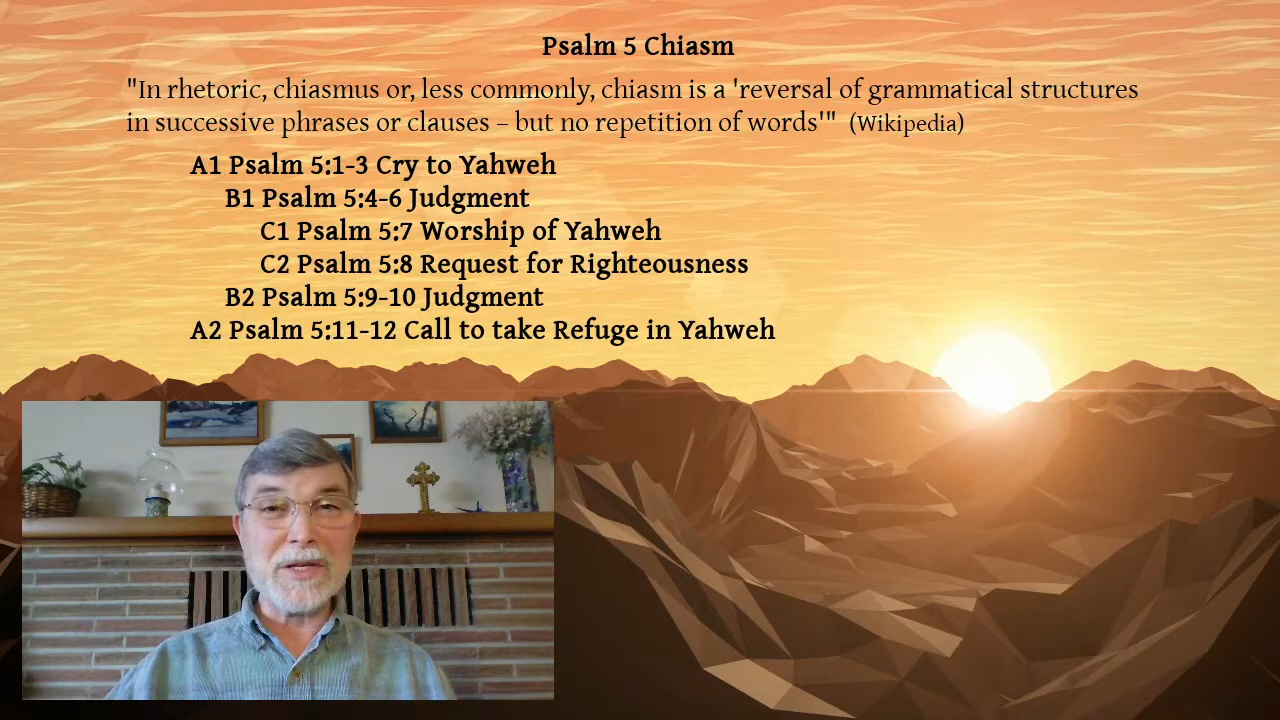 Psalm 5 Chiasm
"In rhetoric, chiasmus or, less commonly, chiasm is a 'reversal of grammatical structures
in successive phrases or clauses – but no repetition of words'" (Wikipedia)
A1 Psalm 5:1-3 Cry to Yahweh
B1 Psalm 5:4-6 Judgment
C1 Psalm 5:7 Worship of Yahweh
C2 Psalm 5:8 Request for Righteousness
B2 Psalm 5:9-10 Judgment
A2 Psalm 5:11-12 Call to take Refuge in Yahweh